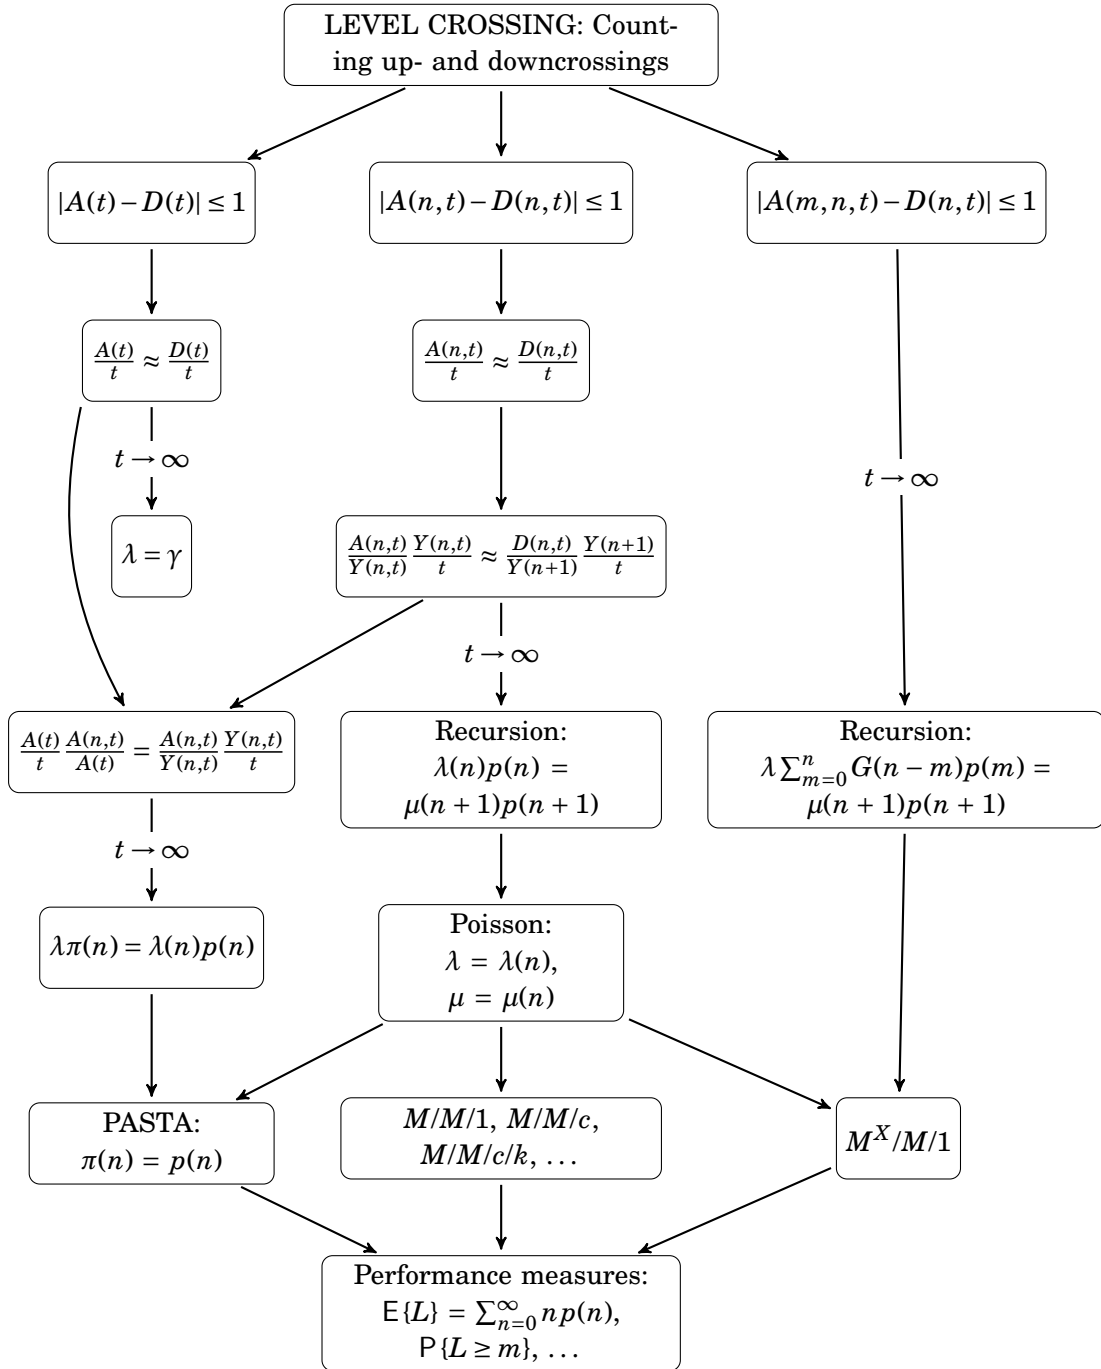 LEVEL CROSSING: Count-
ing up- and downcrossings
|A(t) − D(t)| ≤ 1
|A(n, t) − D(n, t)| ≤ 1
|A(m, n, t) − D(n, t)| ≤ 1
A(t)/t ≈ D(t)/t
A(n,t)/t ≈ D(n,t)/t
t → ∞
t → ∞
λ = γ
A(n,t)/Y(n,t) Y(n,t)/t ≈ D(n,t)/Y(n+1) Y(n+1)/t
t → ∞
A(t)/t A(n,t)/A(t) = A(n,t)/Y(n,t) Y(n,t)/t
Recursion:
λ(n)p(n) =
μ(n + 1)p(n + 1)
Recursion:
λ∑_{m=0}^{n} G(n − m)p(m) =
μ(n + 1)p(n + 1)
t → ∞
λπ(n) = λ(n)p(n)
Poisson:
λ = λ(n),
μ = μ(n)
PASTA:
π(n) = p(n)
M/M/1, M/M/c,
M/M/c/k, …
M^X/M/1
Performance measures:
E{L} = ∑_{n=0}^{∞} np(n),
P{L ≥ m}, …